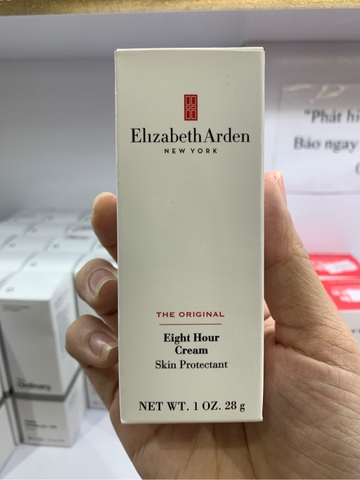 Elizabeth Arden
NEW YORK
THE ORIGINAL
Eight Hour
Cream
Skin Protectant
NET WT. 1 OZ. 28 g
"Phát hi
Báo ngay
Ordinary